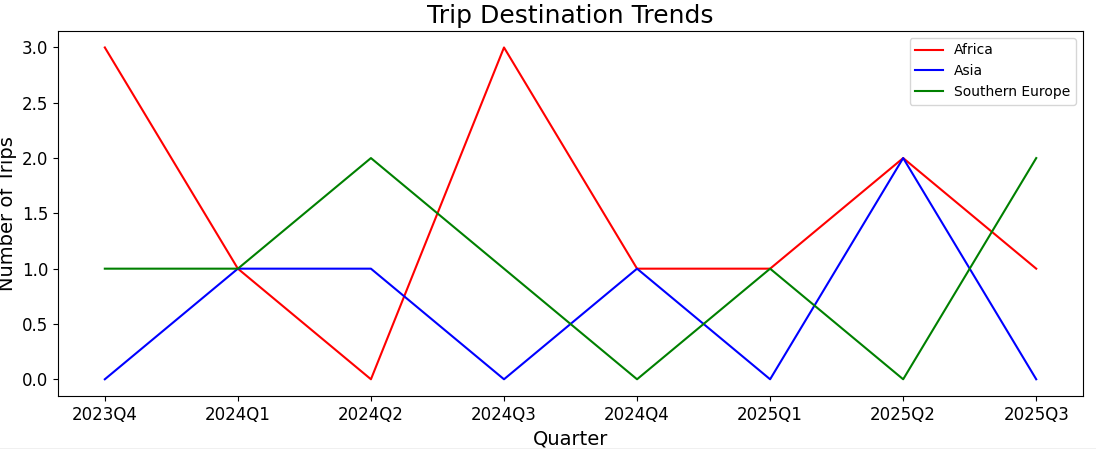 Trip Destination Trends
Africa
Asia
Southern Europe
3.0
2.5
2.0
1.5
1.0
0.5
0.0
Number of Trips
2023Q4 2024Q1 2024Q2 2024Q3 2024Q4 2025Q1 2025Q2 2025Q3
Quarter